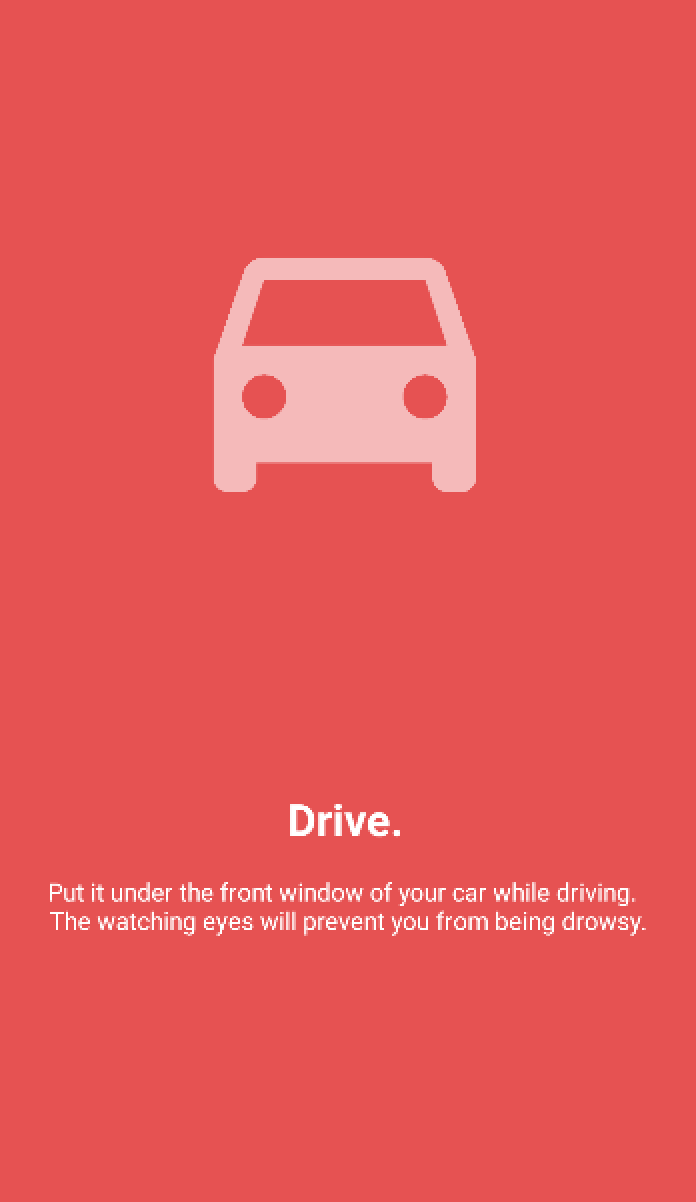 Drive.
Put it under the front window of your car while driving.
The watching eyes will prevent you from being drowsy.